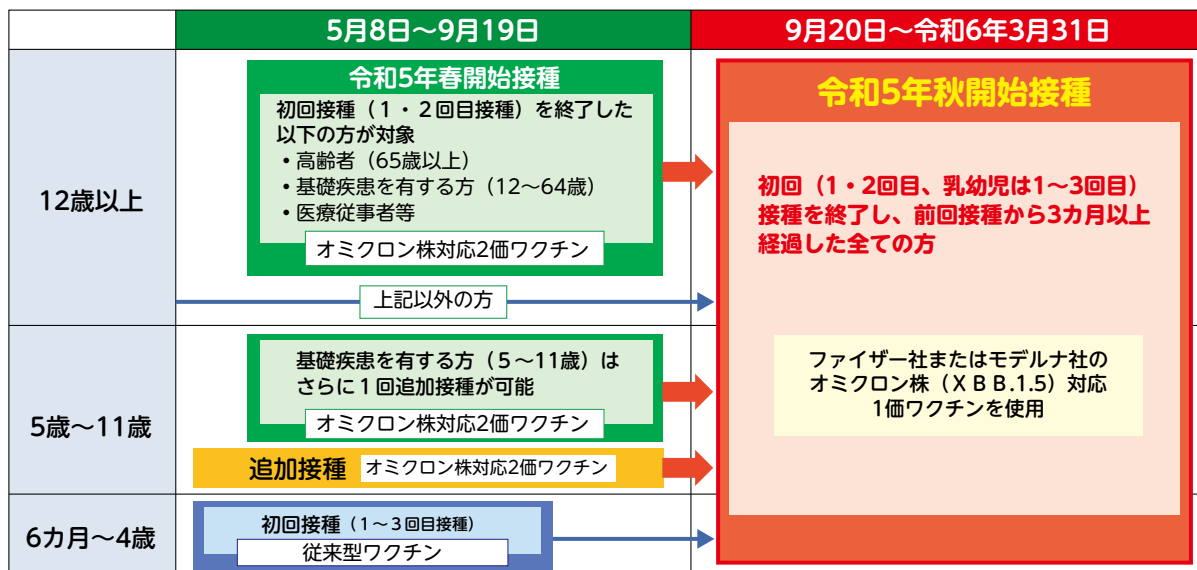 5月8日～9月19日
9月20日～令和6年3月31日
12歳以上
令和5年春開始接種
初回接種（1・2回目接種）を終了した
以下の方が対象
・高齢者（65歳以上）
・基礎疾患を有する方（12～64歳）
・医療従事者等
オミクロン株対応2価ワクチン
上記以外の方
5歳～11歳
基礎疾患を有する方（5～11歳）は
さらに1回追加接種が可能
オミクロン株対応2価ワクチン
追加接種 オミクロン株対応2価ワクチン
6カ月～4歳
初回接種（1～3回目接種）
従来型ワクチン
令和5年秋開始接種
初回（1・2回目、乳幼児は1～3回目）
接種を終了し、前回接種から3カ月以上
経過した全ての方
ファイザー社またはモデルナ社の
オミクロン株（ＸＢＢ.1.5）対応
1価ワクチンを使用